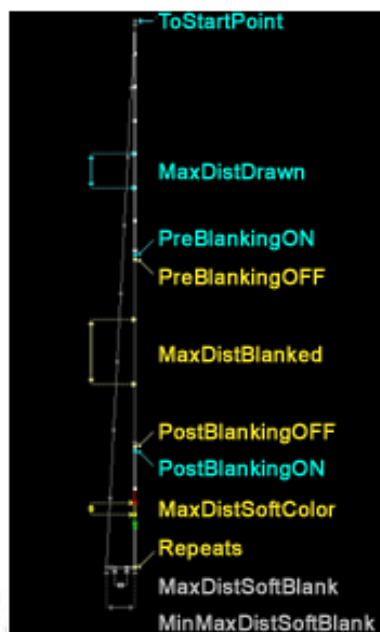 ToStartPoint
MaxDistDrawn
PreBlankingON
PreBlankingOFF
MaxDistBlanked
PostBlankingOFF
PostBlankingON
MaxDistSoftColor
Repeats
MaxDistSoftBlank
MinMaxDistSoftBlank